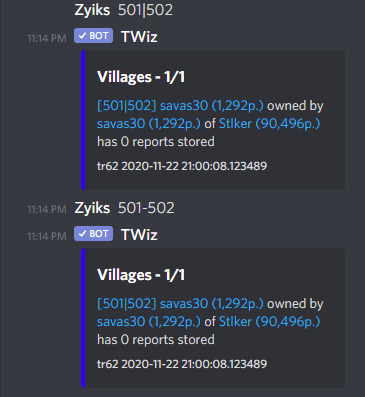 Zyiks 501|502
11:14 PM ✓ BOT TWiz
Villages - 1/1
[501|502] savas30 (1,292p.) owned by
savas30 (1,292p.) of Stlker (90,496p.)
has 0 reports stored
tr62 2020-11-22 21:00:08.123489
11:14 PM Zyiks 501-502
11:14 PM ✓ BOT TWiz
Villages - 1/1
[501|502] savas30 (1,292p.) owned by
savas30 (1,292p.) of Stlker (90,496p.)
has 0 reports stored
tr62 2020-11-22 21:00:08.123489